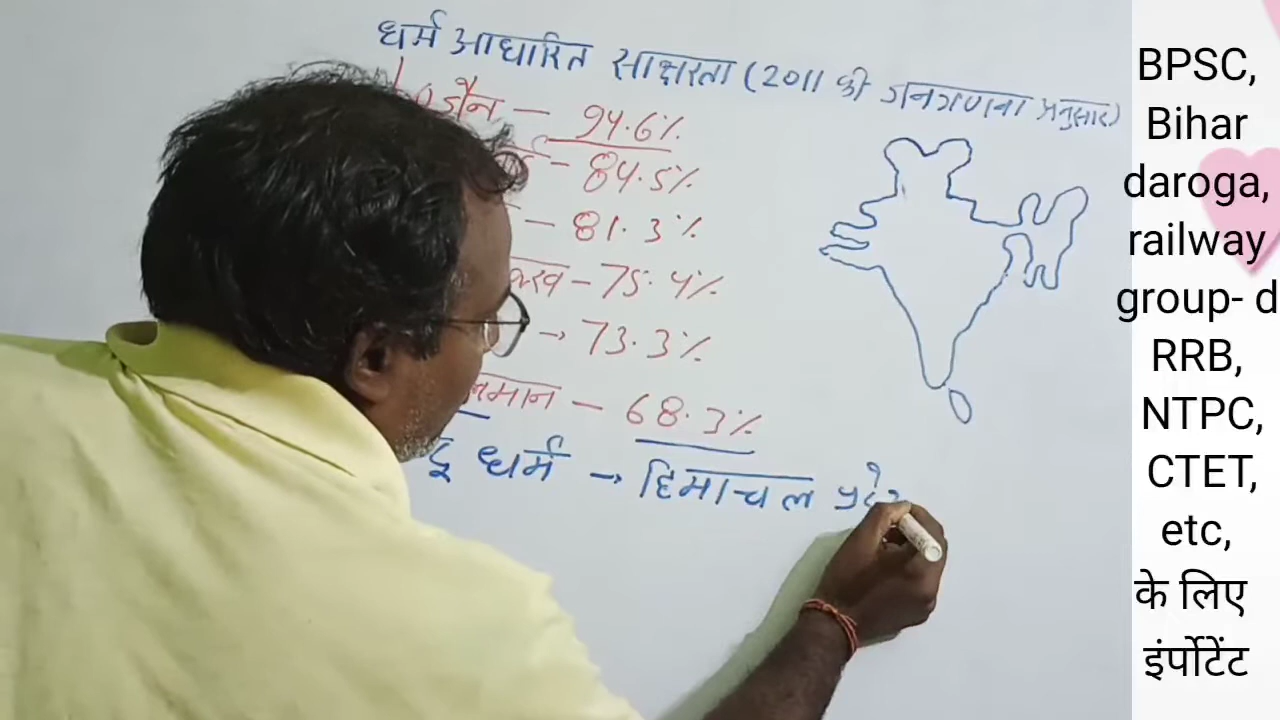 धर्म आधारित साक्षरता (2011 की जनगणना अनुसार)
जैन — 94.6%
— 84.5%
— 81.3%
— 75.4%
→ 73.3%
— 68.3%
धर्म → हिमाचल
BPSC,
Bihar
daroga,
railway
group- d
RRB,
NTPC,
CTET,
etc,
के लिए
इंर्पोटेंट